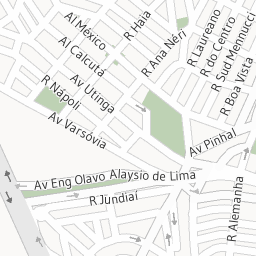 Al México
R Haia
R Laureano
R do Centro
R Sud Mennucci
Al Calcutá
R Ana Néri
R Nápoli
Av Utinga
R Boa Vista
Av Varsóvia
Av Pinhal
Av Eng Olavo Alaysio de Lima
R Jundiaí
R Alemanha